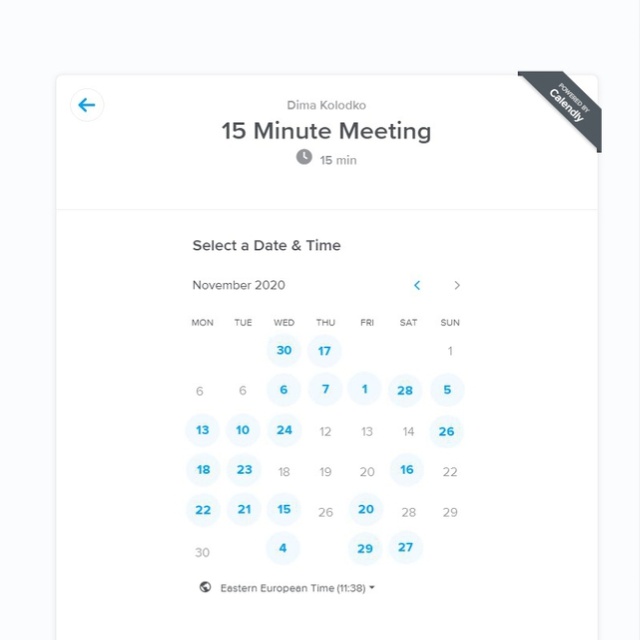 POWERED BY
Calendly
Dima Kolodko
15 Minute Meeting
15 min
Select a Date & Time
November 2020
MON TUE WED THU FRI SAT SUN
30 17 1
6 6 6 7 1 28 5
13 10 24 12 13 14 26
18 23 18 19 20 16 22
22 21 15 26 20 28 29
30 4 29 27
Eastern European Time (11:38)